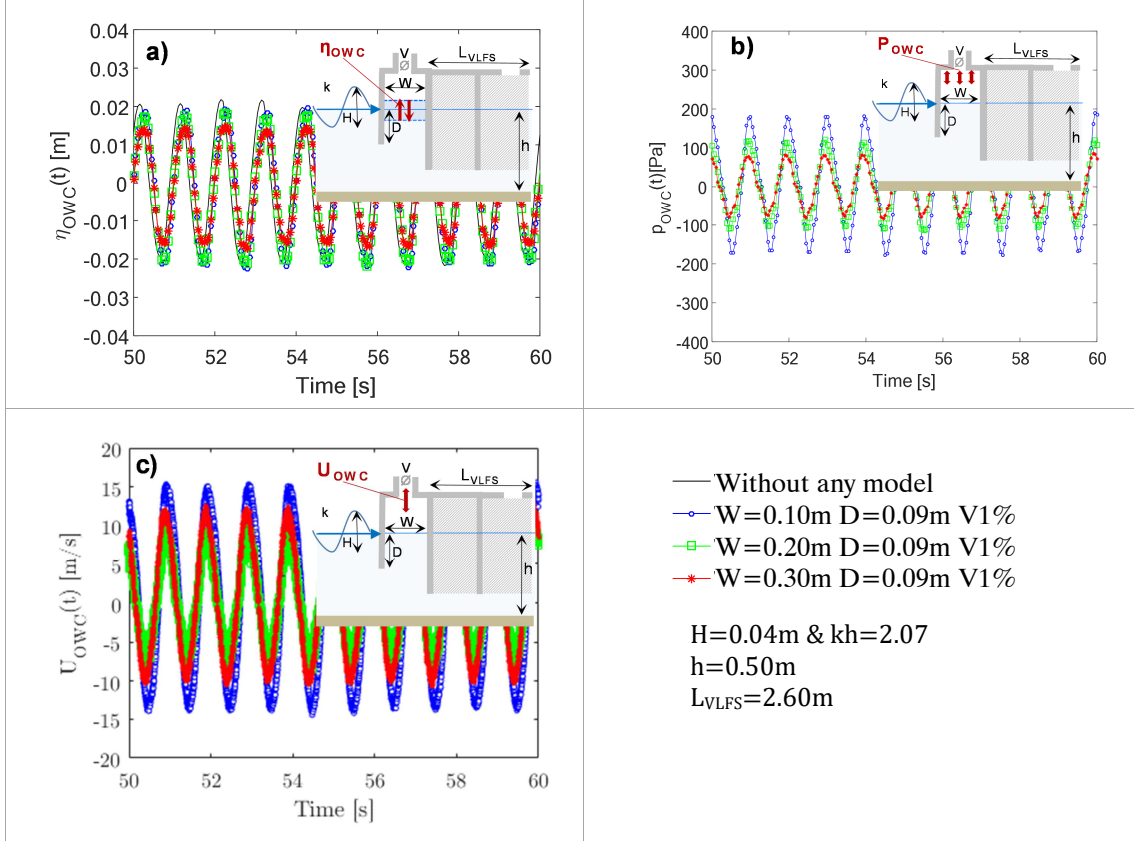 a)
0.04
0.03
0.02
0.01
0
-0.01
-0.02
-0.03
-0.04
η_OWC(t) [m]
50 52 54 56 58 60
Time [s]
η_OWC
V
Ø
L_VLFS
k
W
H
D
h
b)
400
300
200
100
0
-100
-200
-300
-400
p_OWC(t)[Pa]
50 52 54 56 58 60
Time [s]
P_OWC
V
Ø
L_VLFS
k
W
H
D
h
c)
20
15
10
5
0
-5
-10
-15
-20
U_OWC(t) [m/s]
50 52 54 56 58 60
Time [s]
U_OWC
V
Ø
L_VLFS
k
W
H
D
h
Without any model
W=0.10m D=0.09m V1%
W=0.20m D=0.09m V1%
W=0.30m D=0.09m V1%
H=0.04m & kh=2.07
h=0.50m
L_VLFS=2.60m